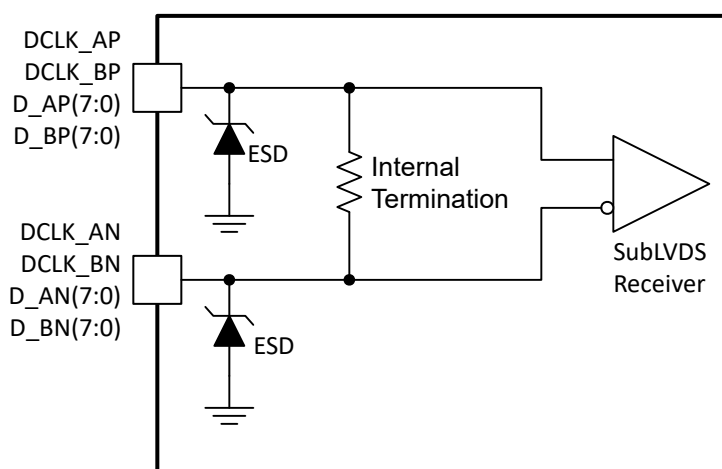 DCLK_AP
DCLK_BP
D_AP(7:0)
D_BP(7:0)
ESD
Internal
Termination
DCLK_AN
DCLK_BN
D_AN(7:0)
D_BN(7:0)
SubLVDS
Receiver
ESD